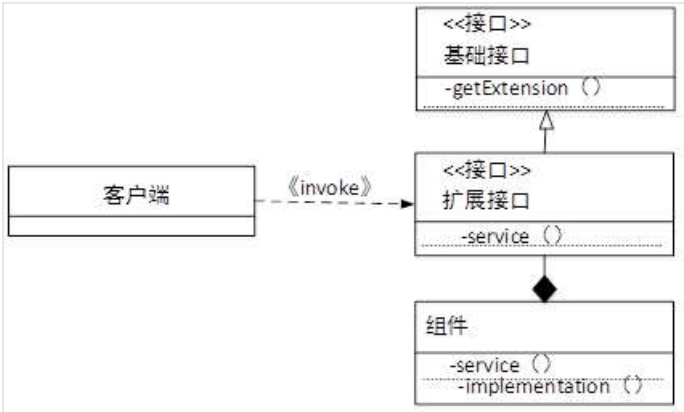 <<接口>>
基础接口
-getExtension（）
客户端
《invoke》
<<接口>>
扩展接口
-service（）
组件
-service（）
-implementation（）